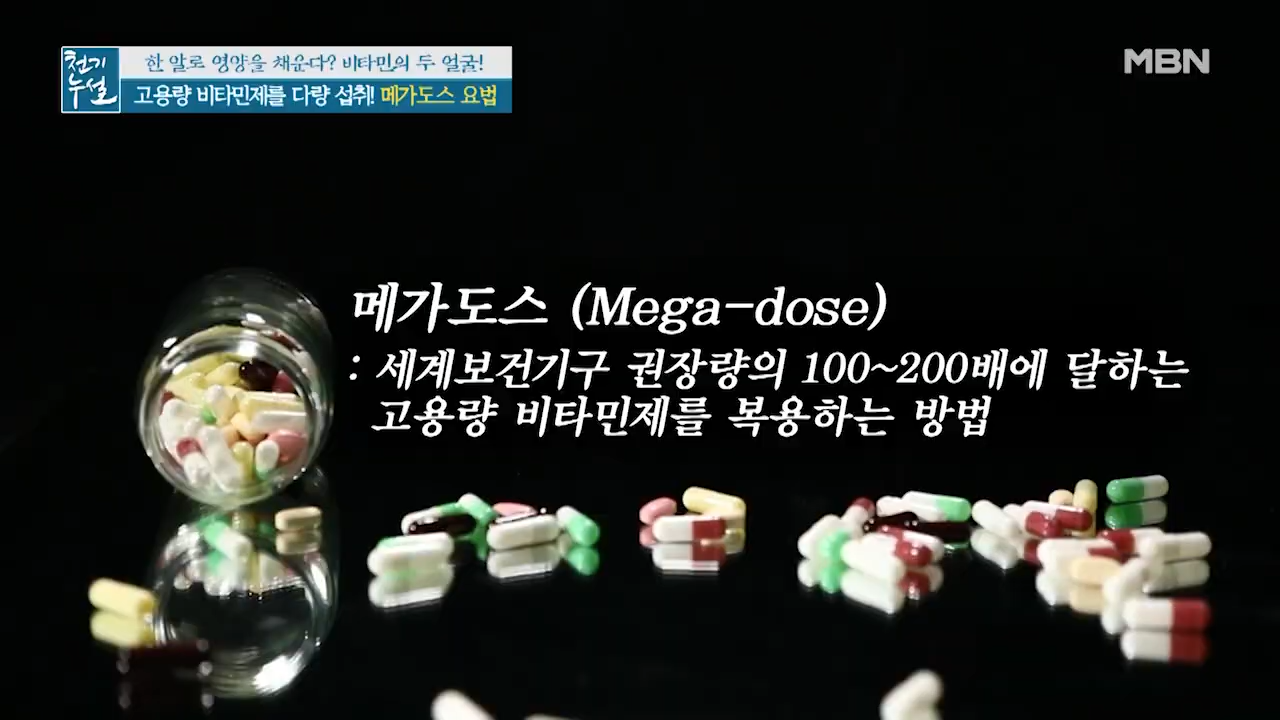 천기누설
한 알로 영양을 채운다? 비타민의 두 얼굴!
고용량 비타민제를 다량 섭취! 메가도스 요법
MBN
메가도스 (Mega-dose)
: 세계보건기구 권장량의 100~200배에 달하는
고용량 비타민제를 복용하는 방법